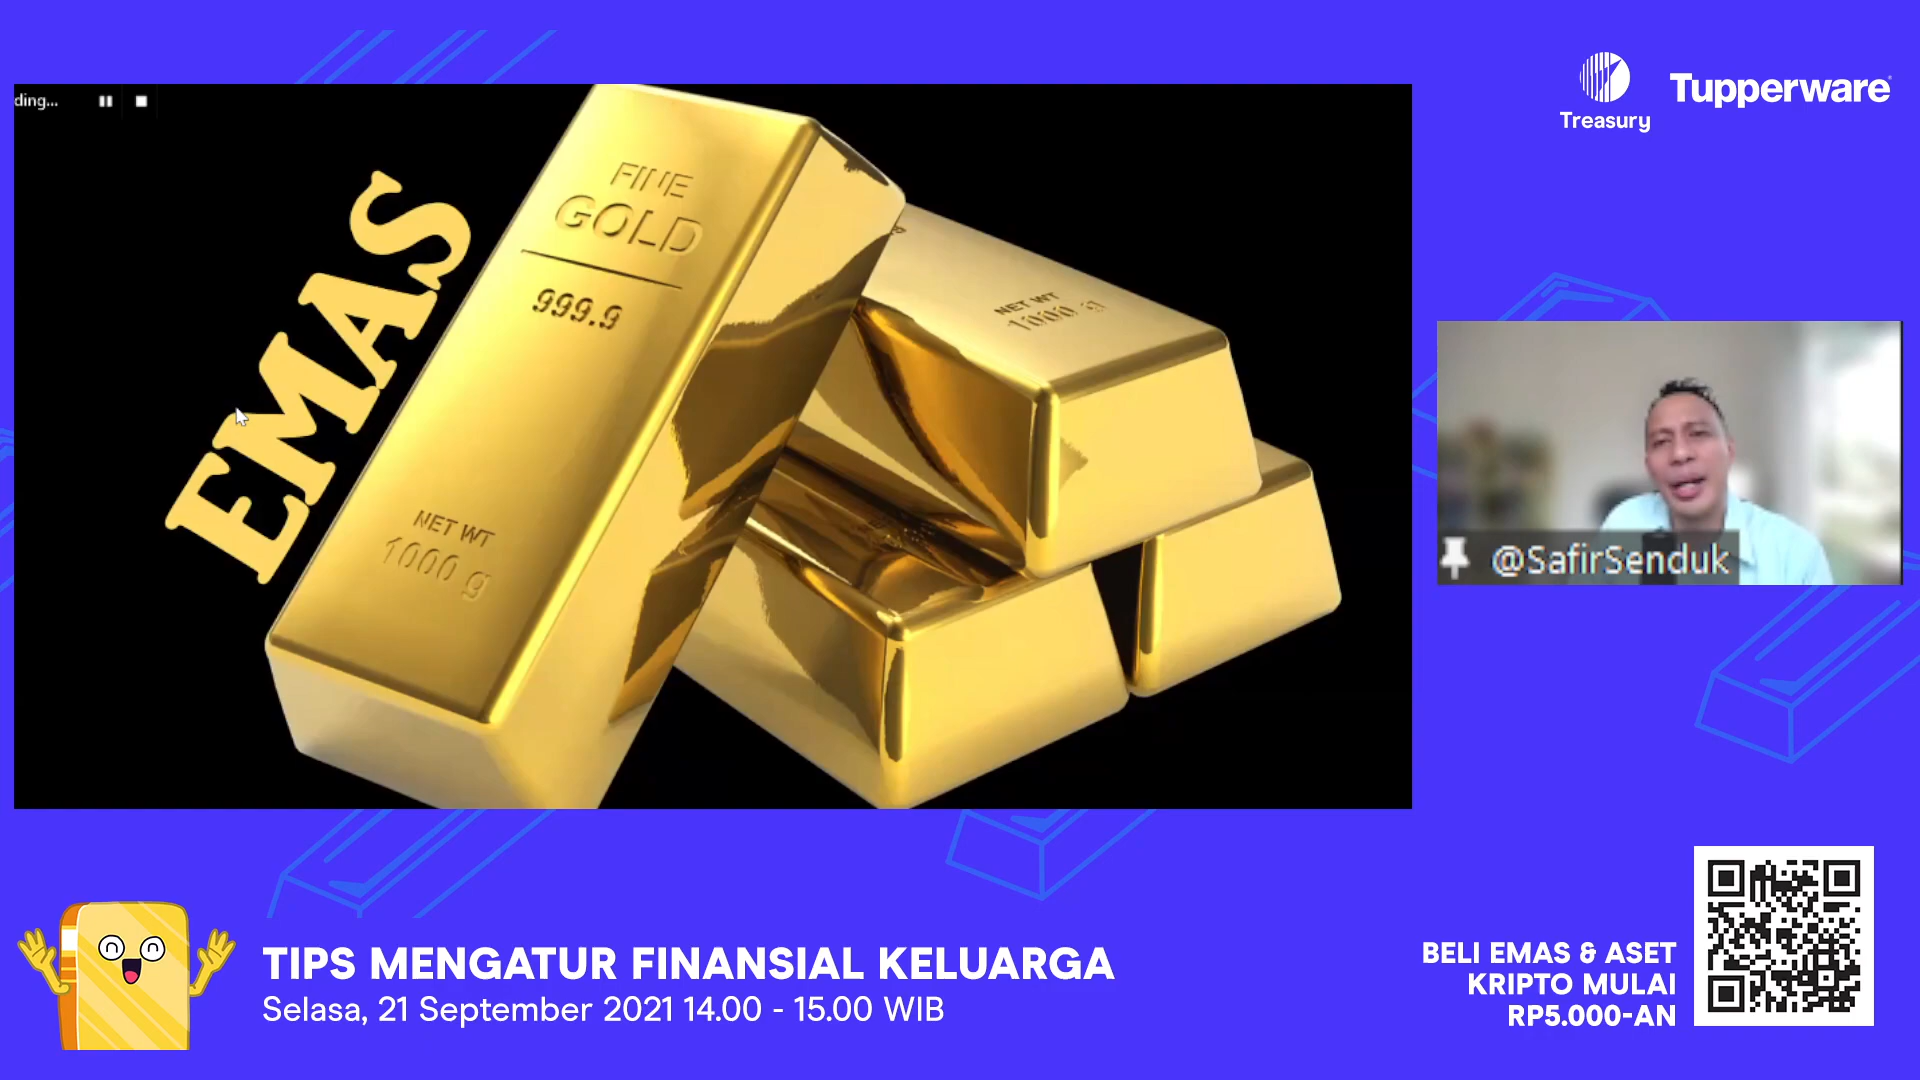 ding...
Treasury
Tupperware
EMAS
FINE
GOLD
999.9
NET WT
1000 g
NET WT
1000 g
@SafirSenduk
TIPS MENGATUR FINANSIAL KELUARGA
Selasa, 21 September 2021 14.00 - 15.00 WIB
BELI EMAS & ASET
KRIPTO MULAI
RP5.000-AN